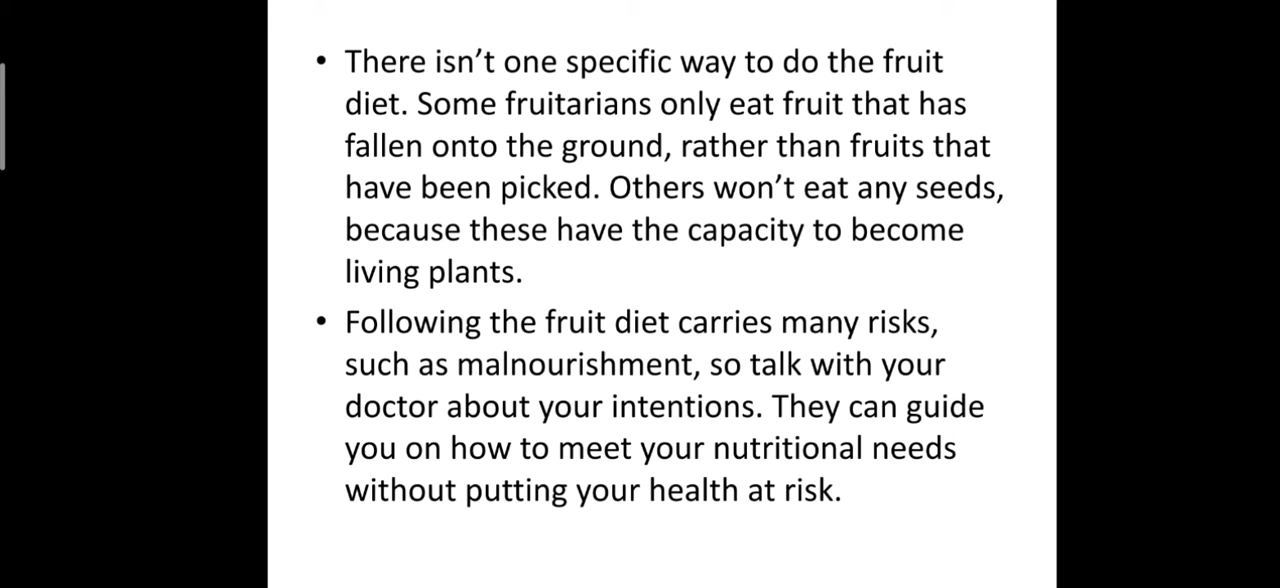 • There isn’t one specific way to do the fruit
diet. Some fruitarians only eat fruit that has
fallen onto the ground, rather than fruits that
have been picked. Others won’t eat any seeds,
because these have the capacity to become
living plants.
• Following the fruit diet carries many risks,
such as malnourishment, so talk with your
doctor about your intentions. They can guide
you on how to meet your nutritional needs
without putting your health at risk.